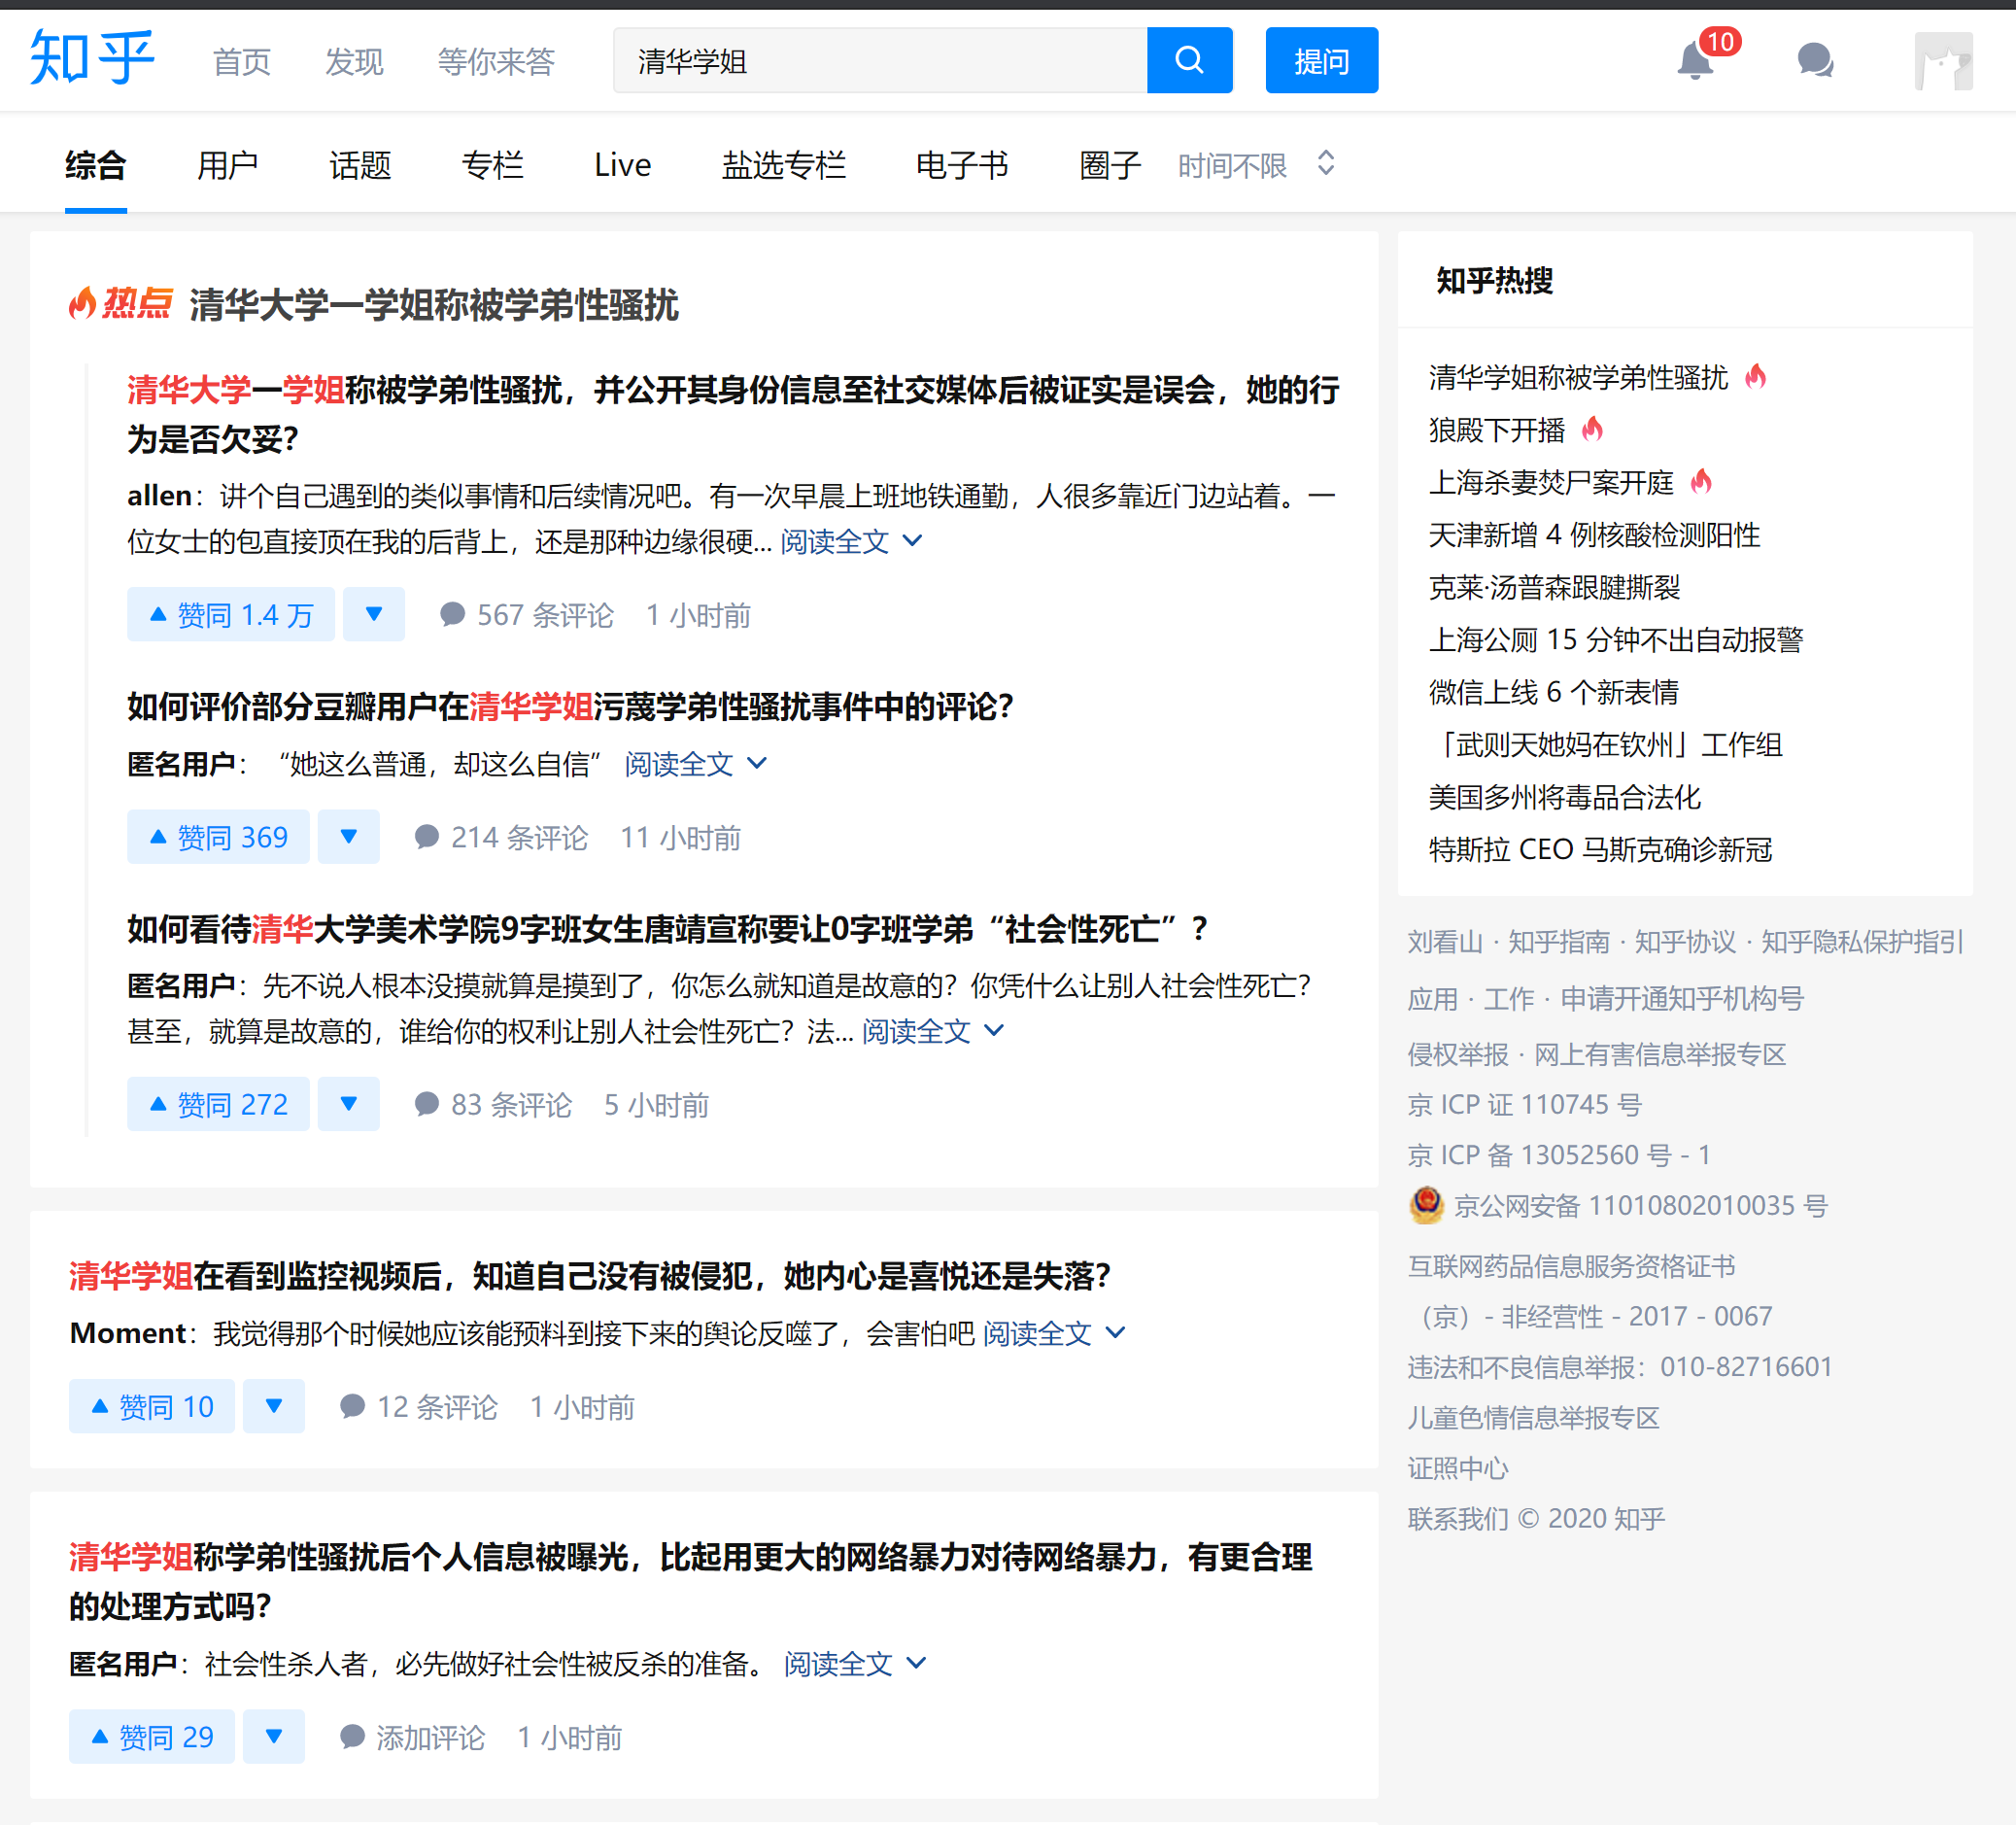 知乎 首页 发现 等你来答 清华学姐 提问 10
综合 用户 话题 专栏 Live 盐选专栏 电子书 圈子 时间不限
热点 清华大学一学姐称被学弟性骚扰
清华大学一学姐称被学弟性骚扰，并公开其身份信息至社交媒体后被证实是误会，她的行
为是否欠妥？
allen：讲个自己遇到的类似事情和后续情况吧。有一次早晨上班地铁通勤，人很多靠近门边站着。一
位女士的包直接顶在我的后背上，还是那种边缘很硬... 阅读全文
赞同 1.4 万 567 条评论 1 小时前
如何评价部分豆瓣用户在清华学姐污蔑学弟性骚扰事件中的评论？
匿名用户： “她这么普通，却这么自信” 阅读全文
赞同 369 214 条评论 11 小时前
如何看待清华大学美术学院9字班女生唐靖宣称要让0字班学弟“社会性死亡”？
匿名用户：先不说人根本没摸就算是摸到了，你怎么就知道是故意的？你凭什么让别人社会性死亡？
甚至，就算是故意的，谁给你的权利让别人社会性死亡？法... 阅读全文
赞同 272 83 条评论 5 小时前
清华学姐在看到监控视频后，知道自己没有被侵犯，她内心是喜悦还是失落？
Moment：我觉得那个时候她应该能预料到接下来的舆论反噬了，会害怕吧 阅读全文
赞同 10 12 条评论 1 小时前
清华学姐称学弟性骚扰后个人信息被曝光，比起用更大的网络暴力对待网络暴力，有更合理
的处理方式吗？
匿名用户：社会性杀人者，必先做好社会性被反杀的准备。 阅读全文
赞同 29 添加评论 1 小时前
知乎热搜
清华学姐称被学弟性骚扰
狼殿下开播
上海杀妻焚尸案开庭
天津新增 4 例核酸检测阳性
克莱·汤普森跟腱撕裂
上海公厕 15 分钟不出自动报警
微信上线 6 个新表情
「武则天她妈在钦州」工作组
美国多州将毒品合法化
特斯拉 CEO 马斯克确诊新冠
刘看山 · 知乎指南 · 知乎协议 · 知乎隐私保护指引
应用 · 工作 · 申请开通知乎机构号
侵权举报 · 网上有害信息举报专区
京 ICP 证 110745 号
京 ICP 备 13052560 号 - 1
京公网安备 11010802010035 号
互联网药品信息服务资格证书
（京）- 非经营性 - 2017 - 0067
违法和不良信息举报：010-82716601
儿童色情信息举报专区
证照中心
联系我们 © 2020 知乎